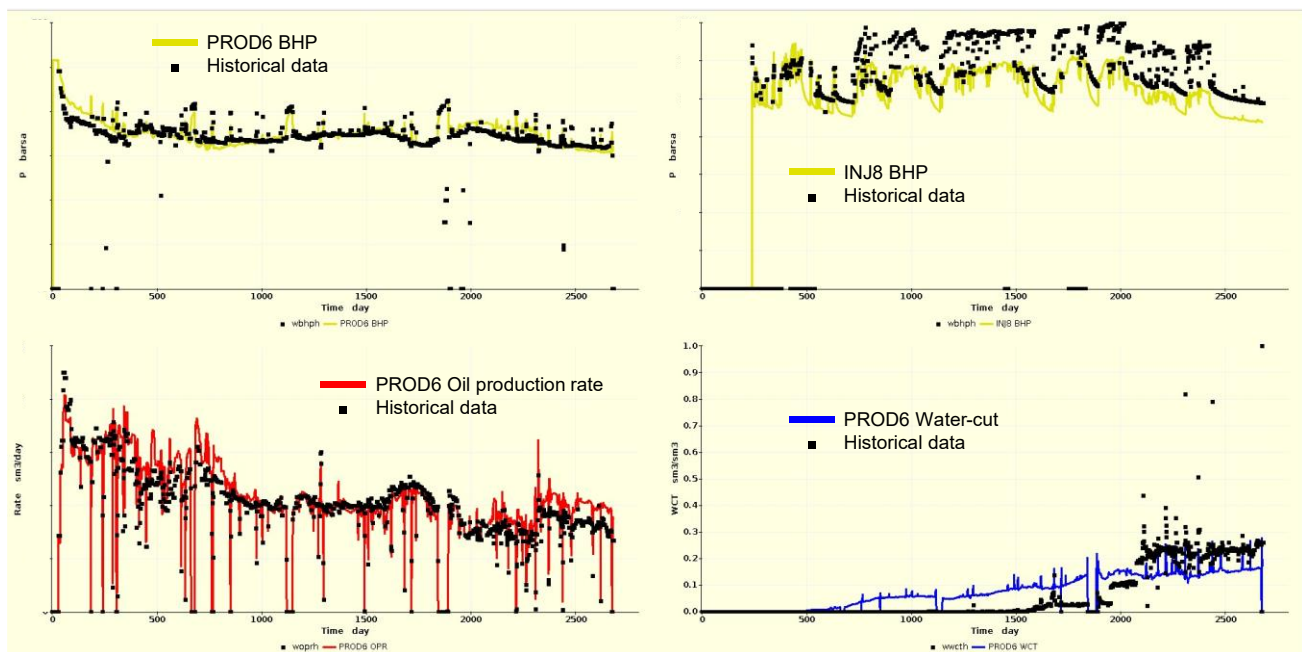 PROD6 BHP
Historical data
P barsa
0
500
1000
1500
2000
2500
Time day
wbhph PROD6 BHP
INJ8 BHP
Historical data
P barsa
0
500
1000
1500
2000
2500
Time day
wbhph INJ8 BHP
PROD6 Oil production rate
Historical data
Rate sm3/day
0
500
1000
1500
2000
2500
Time day
woprh PROD6 OPR
1.0
0.9
0.8
0.7
0.6
0.5
0.4
0.3
0.2
0.1
0.0
PROD6 Water-cut
Historical data
WCT sm3/sm3
0
500
1000
1500
2000
2500
Time day
wwcth PROD6 WCT